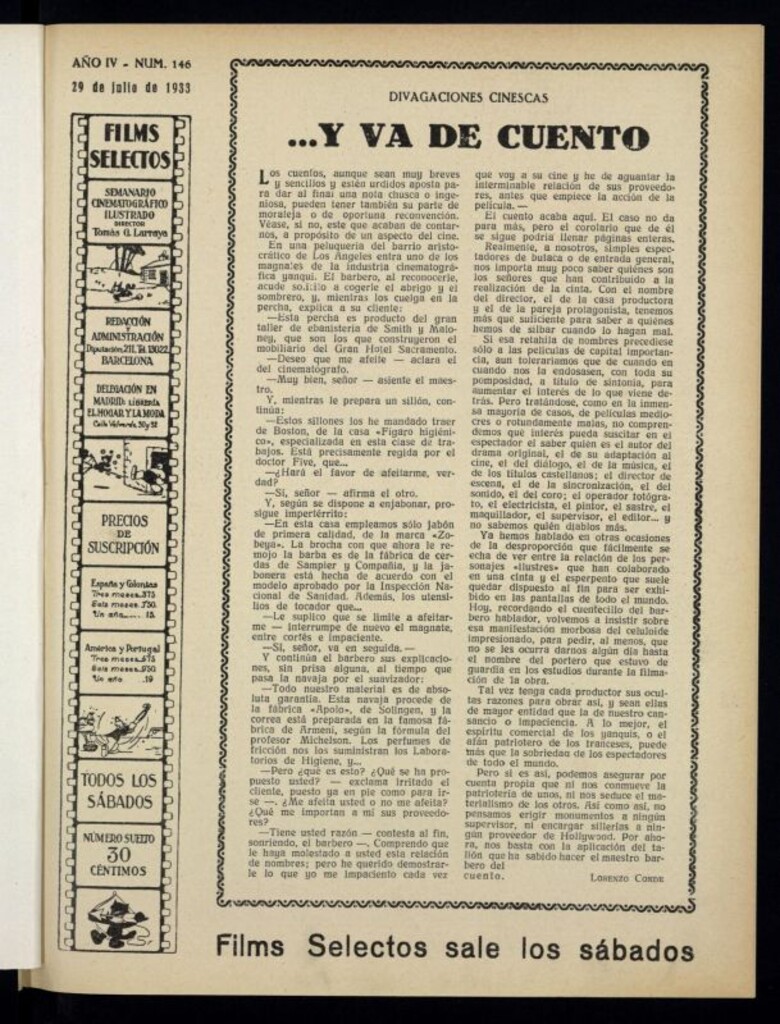 AÑO IV - NUM. 146
29 de julio de 1933
FILMS
SELECTOS
SEMANARIO
CINEMATOGRÁFICO
ILUSTRADO
DIRECTOR
Tomás G. Larraya
REDACCIÓN
Y
ADMINISTRACIÓN
Diputación, 211. Tel. 13022
BARCELONA
DELEGACIÓN EN
MADRID: LIBRERÍA
EL HOGAR Y LA MODA
Calle Valverde, 30 y 32
PRECIOS
DE
SUSCRIPCIÓN
España y Colonias
Tres meses 3'75
Seis meses 7'50
Un año..... 15
América y Portugal
Tres meses 4'75
Seis meses 9'50
Un año 19
TODOS LOS
SÁBADOS
NÚMERO SUELTO
30
CÉNTIMOS
DIVAGACIONES CINESCAS
...Y VA DE CUENTO
Los cuentos, aunque sean muy breves
y sencillos y estén urdidos aposta pa-
ra dar al final una nota chusca o inge-
niosa, pueden tener también su parte de
moraleja o de oportuna reconvención.
Véase, si no, este que acaban de contar-
nos, a propósito de un aspecto del cine.
En una peluquería del barrio aristo-
crático de Los Angeles entra uno de los
magnates de la industria cinematográ-
fica yanqui. El barbero, al reconocerle,
acude solícito a cogerle el abrigo y el
sombrero, y, mientras los cuelga en la
percha, explica a su cliente:
—Esta percha es producto del gran
taller de ebanistería de Smith y Malo-
ney, que son los que construyeron el
mobiliario del Gran Hotel Sacramento.
—Deseo que me afeite — aclara el
del cinematógrafo.
—Muy bien, señor — asiente el maes-
tro.
Y, mientras le prepara un sillón, con-
tinúa:
—Estos sillones los he mandado traer
de Boston, de la casa «Fígaro higiéni-
co», especializada en esta clase de tra-
bajos. Está precisamente regida por el
doctor Five, que...
—¿Hará el favor de afeitarme, ver-
dad?
—Sí, señor — afirma el otro.
Y, según se dispone a enjabonar, pro-
sigue imperérrito:
—En esta casa empleamos sólo jabón
de primera calidad, de la marca «Zo-
beya». La brocha con que ahora le re-
mojo la barba es de la fábrica de cer-
das de Sampler y Compañía, y la ja-
bonera está hecha de acuerdo con el
modelo aprobado por la Inspección Na-
cional de Sanidad. Además, los utensi-
lios de tocador que...
—Le suplico que se limite a afeitar-
me — interrumpe de nuevo el magnate,
entre cortés e impaciente.
—Sí, señor, va en seguida. —
Y continúa el barbero sus explicacio-
nes, sin prisa alguna, al tiempo que
pasa la navaja por el suavizador:
—Todo nuestro material es de abso-
luta garantía. Esta navaja procede de
la fábrica «Apolo», de Solingen, y la
correa está preparada en la famosa fá-
brica de Armeni, según la fórmula del
profesor Michelson. Los perfumes de
fricción nos los suministran los Labora-
torios de Higiene, y...
—Pero ¿qué es esto? ¿Qué se ha pro-
puesto usted? — exclama irritado el
cliente, puesto ya en pie como para ir-
se —. ¿Me afeita usted o no me afeita?
¿Qué me importan a mí sus proveedo-
res?
—Tiene usted razón — contesta al fin,
sonriendo, el barbero —. Comprendo que
le haya molestado a usted esta relación
de nombres; pero he querido demostrar-
le lo que yo me impaciento cada vez
que voy a su cine y he de aguantar la
interminable relación de sus proveedo-
res, antes que empiece la acción de la
película. —
El cuento acaba aquí. El caso no da
para más, pero el corolario que de él
se sigue podría llenar páginas enteras.
Realmente, a nosotros, simples espec-
tadores de butaca o de entrada general,
nos importa muy poco saber quiénes son
los señores que han contribuido a la
realización de la cinta. Con el nombre
del director, el de la casa productora
y el de la pareja protagonista, tenemos
más que suficiente para saber a quiénes
hemos de silbar cuando lo hagan mal.
Si esa retahila de nombres precediese
sólo a las películas de capital importan-
cia, aun toleraríamos que de cuando en
cuando nos la endosasen, con toda su
pomposidad, a título de sintonía, para
aumentar el interés de lo que viene de-
trás. Pero tratándose, como en la inmen-
sa mayoría de casos, de películas medio-
cres o rotundamente malas, no compren-
demos qué interés pueda suscitar en el
espectador el saber quién es el autor del
drama original, el de su adaptación al
cine, el del diálogo, el de la música, el
de los títulos castellanos; el director de
escena, el de la sincronización, el del
sonido, el del coro; el operador totógra-
to, el electricista, el pintor, el sastre, el
maquillador, el supervisor, el editor... y
no sabemos quién diablos más.
Ya hemos hablado en otras ocasiones
de la desproporción que fácilmente se
echa de ver entre la relación de los per-
sonajes «ilustres» que han colaborado
en una cinta y el esperpento que suele
quedar dispuesto al fin para ser exhi-
bido en las pantallas de todo el mundo.
Hoy, recordando el cuentecillo del bar-
bero hablador, volvemos a insistir sobre
esa manifestación morbosa del celuloide
impresionado, para pedir, al menos, que
no se les ocurra darnos algún día hasta
el nombre del portero que estuvo de
guardia en los estudios durante la filma-
ción de la obra.
Tal vez tenga cada productor sus ocul-
tas razones para obrar así, y sean ellas
de mayor entidad que la de nuestro can-
sancio o impaciencia. A lo mejor, el
espíritu comercial de los yanquis, o el
afán patriotero de los franceses, puede
más que la sobriedad de los espectadores
de todo el mundo.
Pero si es así, podemos asegurar por
cuenta propia que ni nos conmueve la
patriotería de unos, ni nos seduce el ma-
terialismo de los otros. Así como así, no
pensamos erigir monumentos a ningún
supervisor, ni encargar sillerías a nin-
gún proveedor de Hollywood. Por aho-
ra, nos basta con la aplicación del ta-
lión que ha sabido hacer el maestro bar-
bero del
cuento.
LORENZO CONDE
Films Selectos sale los sábados